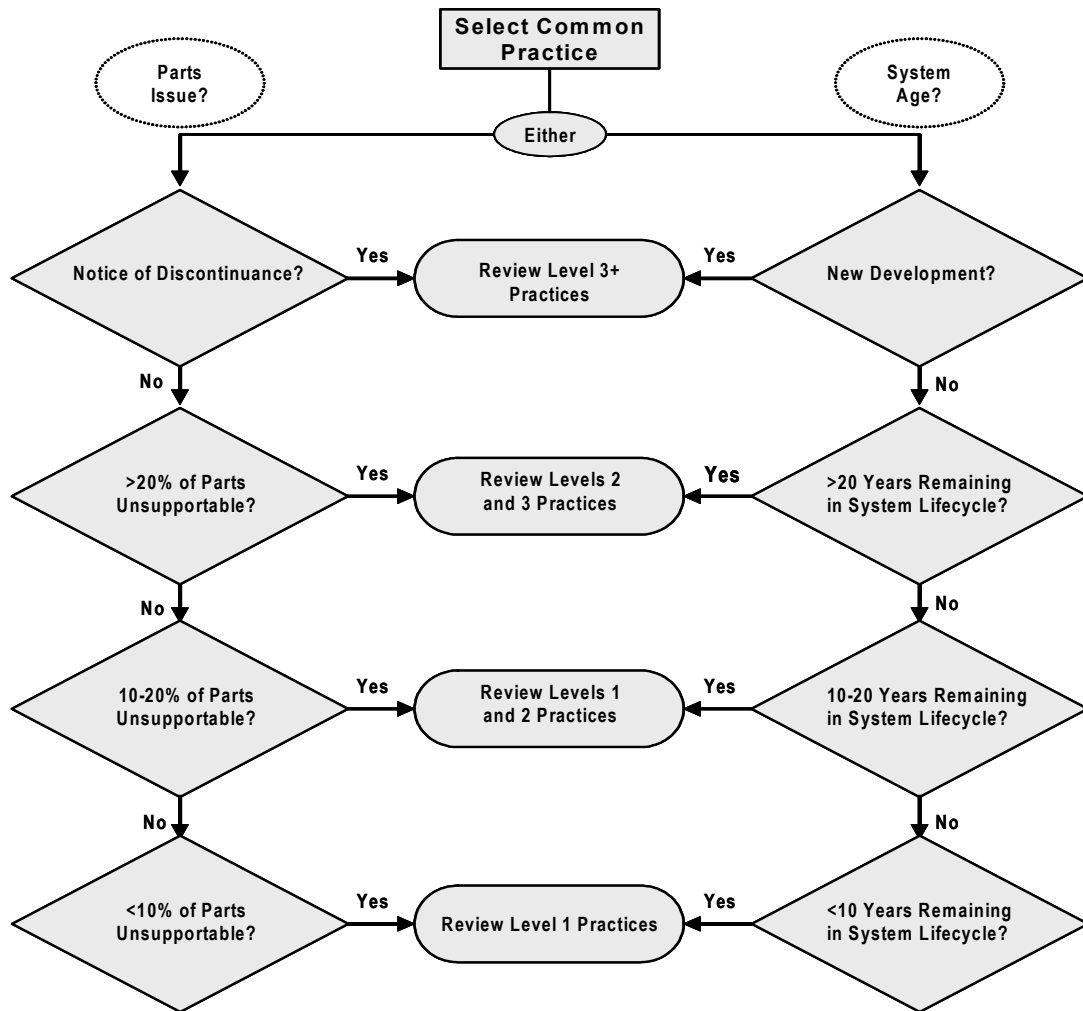 Select Common
Practice
Parts
Issue?
System
Age?
Either
Notice of Discontinuance?
Yes
Review Level 3+
Practices
Yes
New Development?
No
No
>20% of Parts
Unsupportable?
Yes
Review Levels 2
and 3 Practices
Yes
>20 Years Remaining
in System Lifecycle?
No
No
10-20% of Parts
Unsupportable?
Yes
Review Levels 1
and 2 Practices
Yes
10-20 Years Remaining
in System Lifecycle?
No
No
<10% of Parts
Unsupportable?
Yes
Review Level 1 Practices
Yes
<10 Years Remaining
in System Lifecycle?